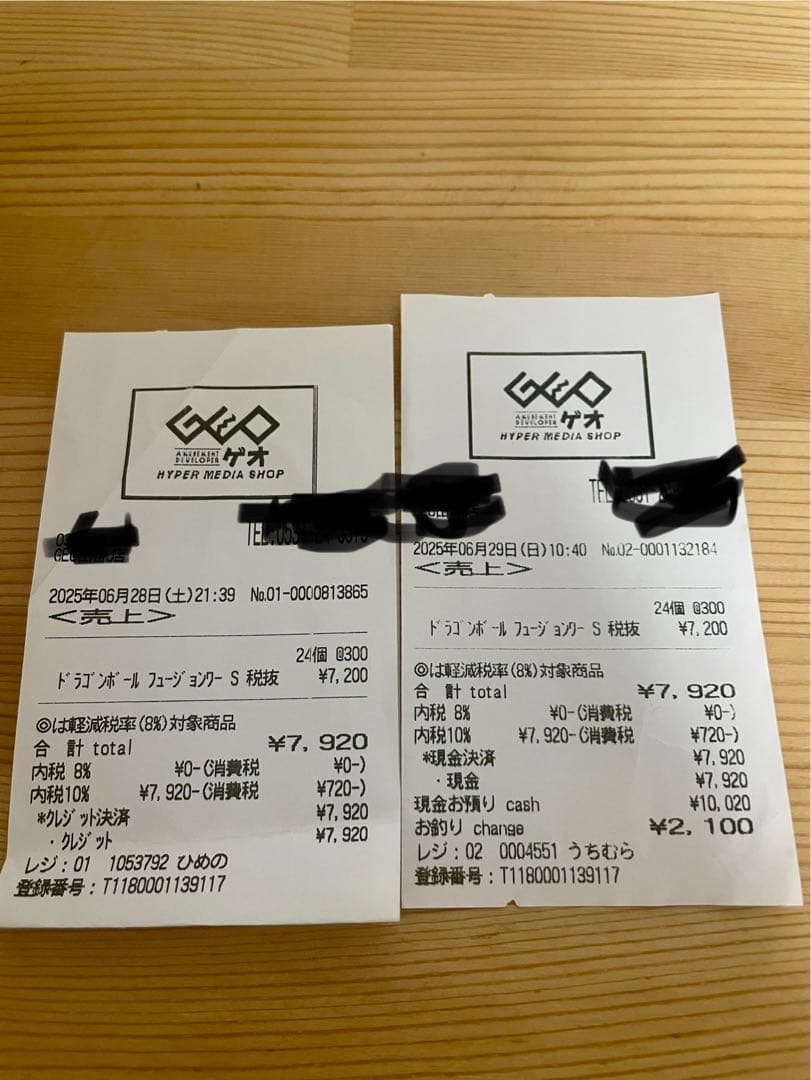 GEO
AMUSEMENT
DEVELOPER ゲオ
HYPER MEDIA SHOP
2025年06月28日(土)21:39 №01-0000813865
＜売上＞
24個 @300
ﾄﾞﾗｺﾞﾝﾎﾞｰﾙ ﾌｭｰｼﾞｮﾝﾜｰ S 税抜 ¥7,200
◎は軽減税率(8%)対象商品
合 計 total ¥7,920
内税 8% ¥0-(消費税 ¥0-)
内税10% ¥7,920-(消費税 ¥720-)
*ｸﾚｼﾞｯﾄ決済 ¥7,920
・ｸﾚｼﾞｯﾄ ¥7,920
レジ:01 1053792 ひめの
登録番号:T1180001139117
GEO
AMUSEMENT
DEVELOPER ゲオ
HYPER MEDIA SHOP
2025年06月29日(日)10:40 №02-0001132184
＜売上＞
24個 @300
ﾄﾞﾗｺﾞﾝﾎﾞｰﾙ ﾌｭｰｼﾞｮﾝﾜｰ S 税抜 ¥7,200
◎は軽減税率(8%)対象商品
合 計 total ¥7,920
内税 8% ¥0-(消費税 ¥0-)
内税10% ¥7,920-(消費税 ¥720-)
*現金決済 ¥7,920
・現金 ¥7,920
現金お預り cash ¥10,020
お釣り change ¥2,100
レジ:02 0004551 うちむら
登録番号:T1180001139117